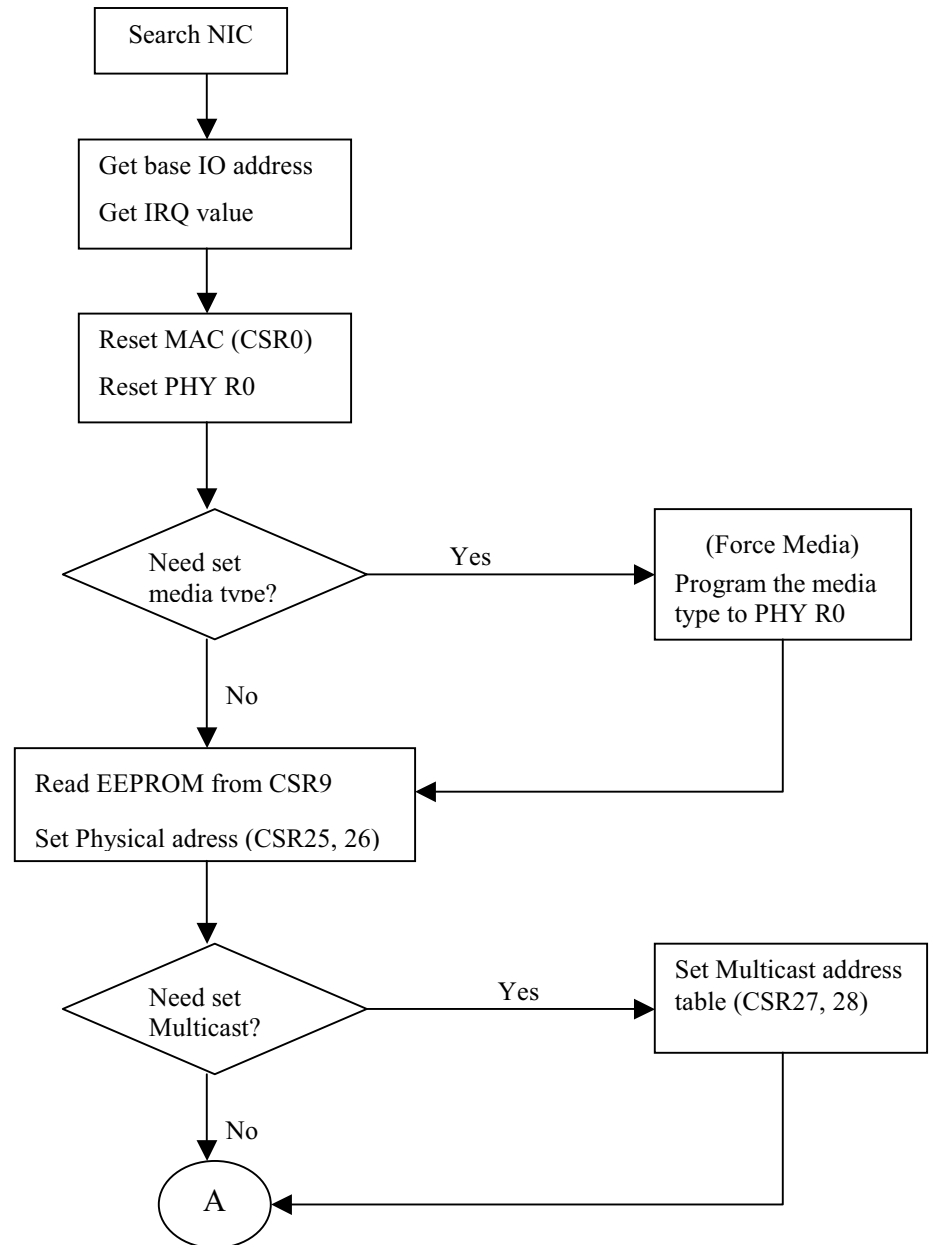 Search NIC
Get base IO address
Get IRQ value
Reset MAC (CSR0)
Reset PHY R0
Need set
media type?
Yes
(Force Media)
Program the media
type to PHY R0
No
Read EEPROM from CSR9
Set Physical adress (CSR25, 26)
Need set
Multicast?
Yes
Set Multicast address
table (CSR27, 28)
No
A